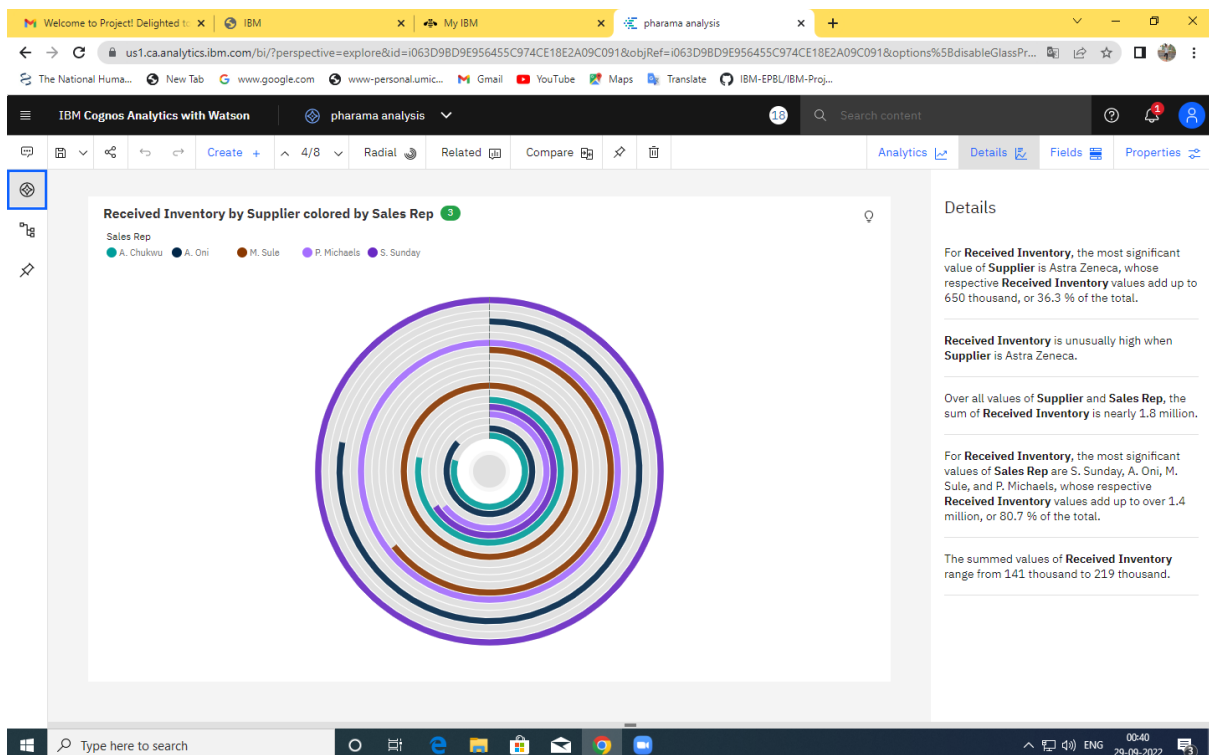 Welcome to Project! Delighted to
IBM
My IBM
pharama analysis
us1.ca.analytics.ibm.com/bi/?perspective=explore&id=i063D9BD9E956455C974CE18E2A09C091&objRef=i063D9BD9E956455C974CE18E2A09C091&options%5BdisableGlassPr...
The National Huma...
New Tab
www.google.com
www-personal.umic...
Gmail
YouTube
Maps
Translate
IBM-EPBL/IBM-Proj...
IBM Cognos Analytics with Watson
pharama analysis
18
Search content
1
Create +
4/8
Radial
Related
Compare
Analytics
Details
Fields
Properties
Received Inventory by Supplier colored by Sales Rep 3
Sales Rep
A. Chukwu A. Oni M. Sule P. Michaels S. Sunday
Details
For Received Inventory, the most significant
value of Supplier is Astra Zeneca, whose
respective Received Inventory values add up to
650 thousand, or 36.3 % of the total.
Received Inventory is unusually high when
Supplier is Astra Zeneca.
Over all values of Supplier and Sales Rep, the
sum of Received Inventory is nearly 1.8 million.
For Received Inventory, the most significant
values of Sales Rep are S. Sunday, A. Oni, M.
Sule, and P. Michaels, whose respective
Received Inventory values add up to over 1.4
million, or 80.7 % of the total.
The summed values of Received Inventory
range from 141 thousand to 219 thousand.
Type here to search
ENG
00:40
29-09-2022
3